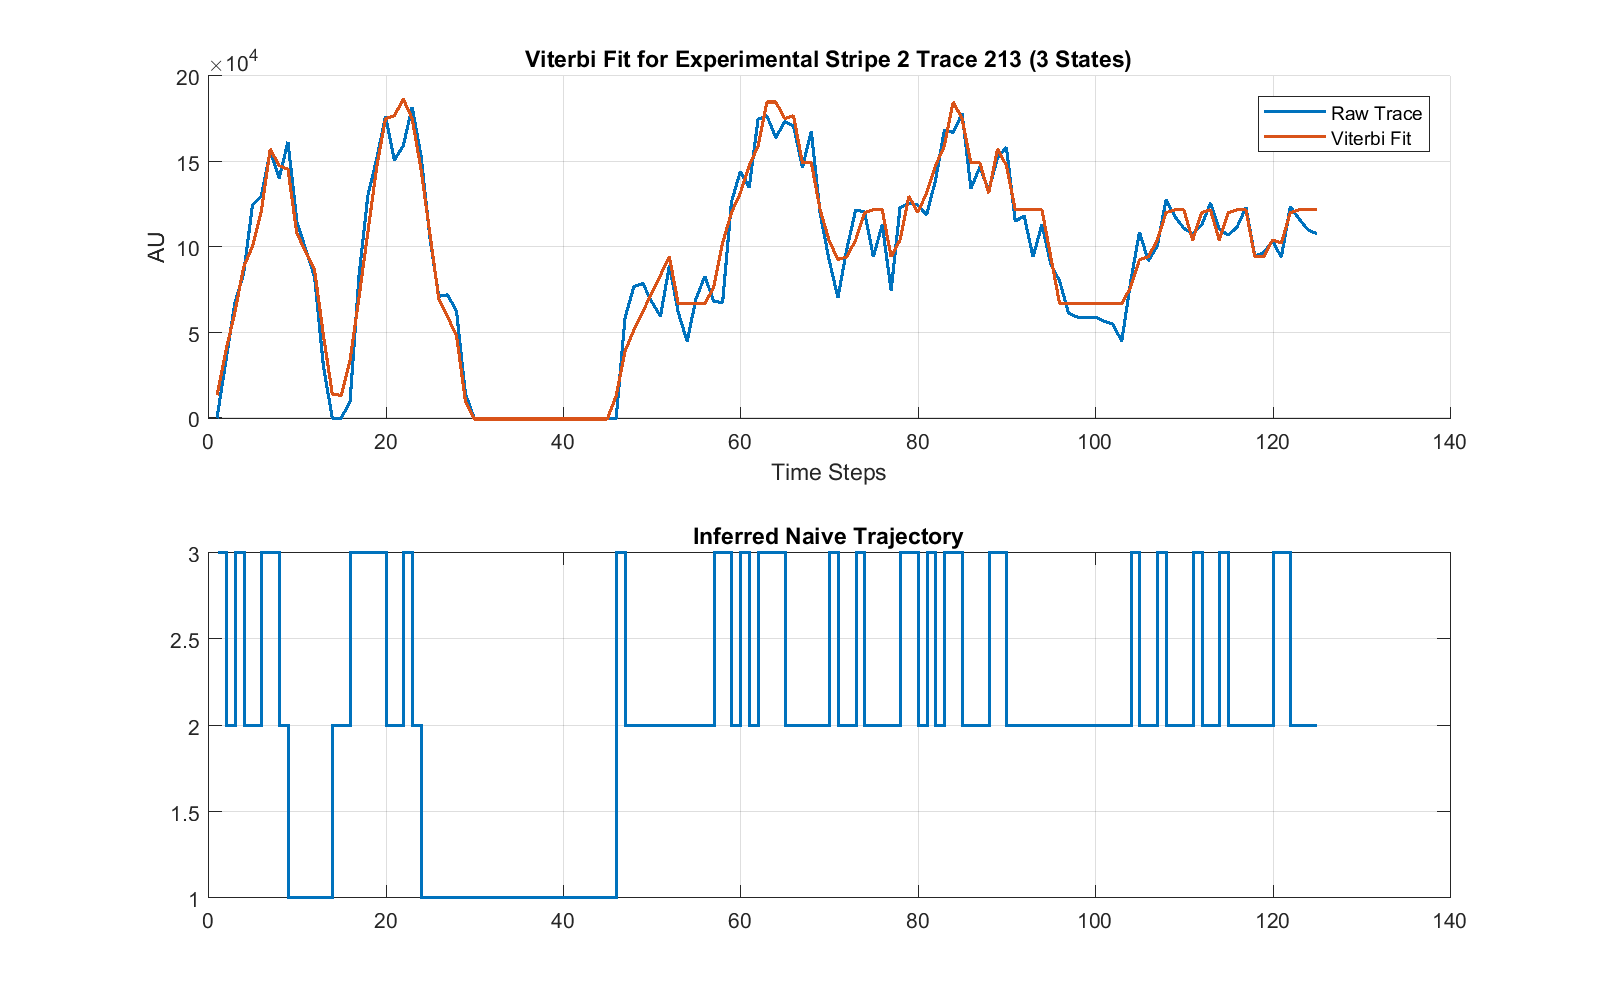 Viterbi Fit for Experimental Stripe 2 Trace 213 (3 States)
×10⁴
20
15
10
5
0
AU
Raw Trace
Viterbi Fit
0 20 40 60 80 100 120 140
Time Steps
Inferred Naive Trajectory
3
2.5
2
1.5
1
0 20 40 60 80 100 120 140